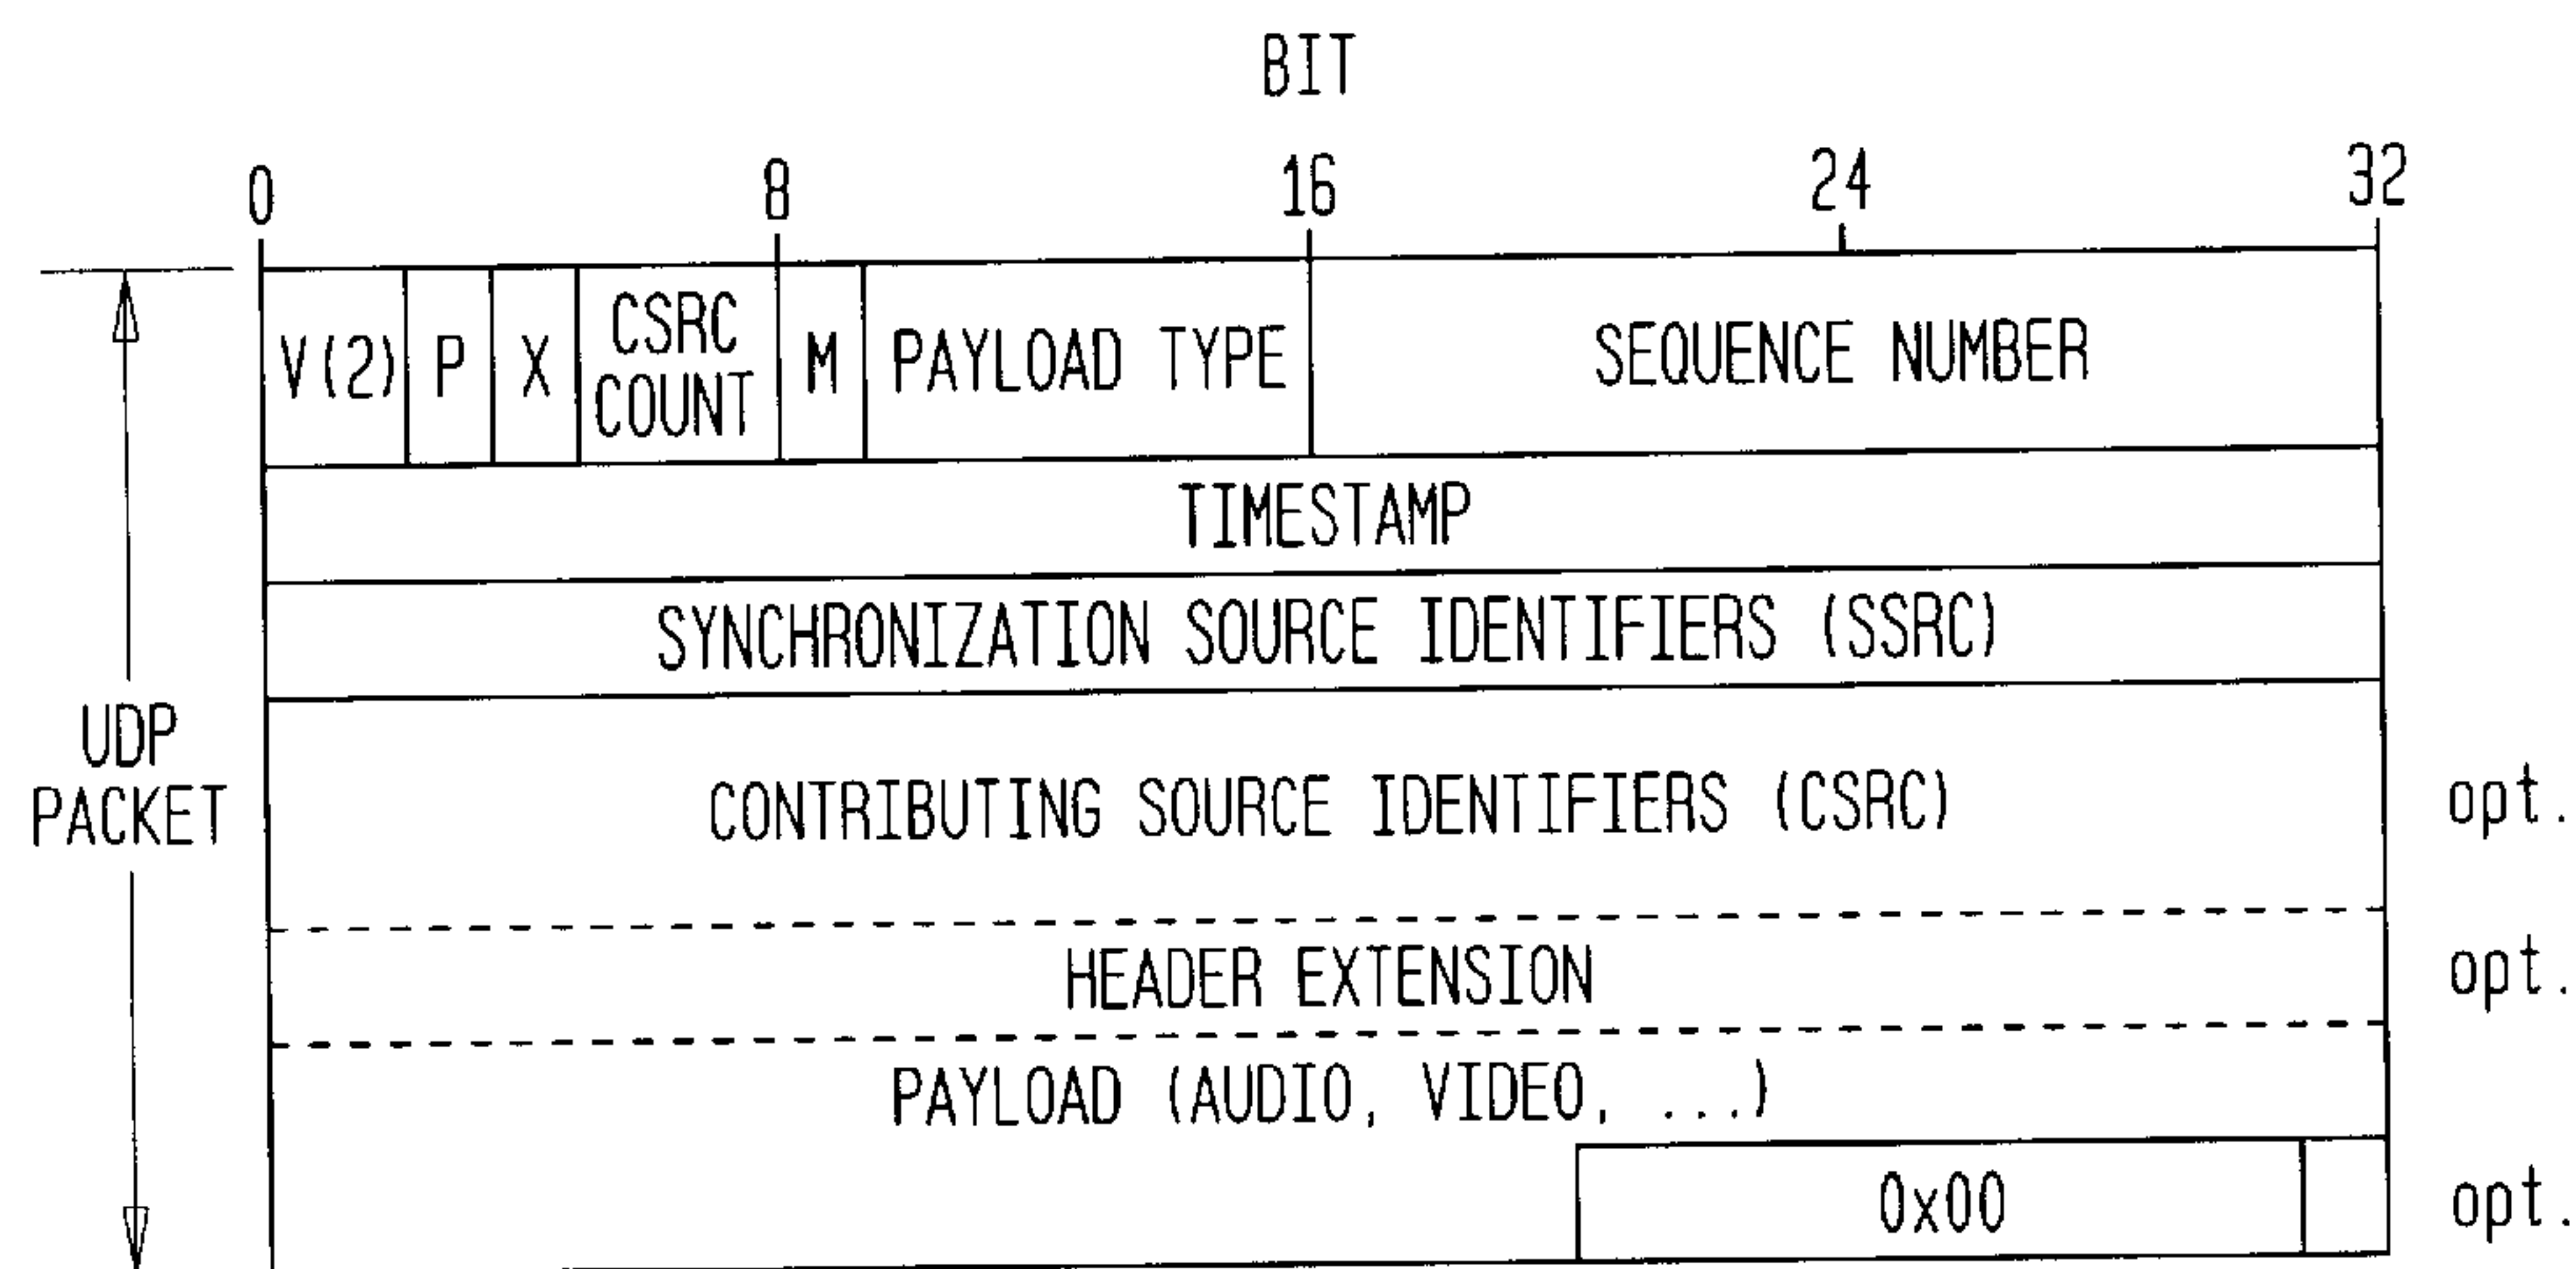 BIT
0 8 16 24 32
V(2) P X CSRC COUNT M PAYLOAD TYPE SEQUENCE NUMBER
TIMESTAMP
SYNCHRONIZATION SOURCE IDENTIFIERS (SSRC)
UDP
PACKET
CONTRIBUTING SOURCE IDENTIFIERS (CSRC) opt.
HEADER EXTENSION opt.
PAYLOAD (AUDIO, VIDEO, ...)
0x00 opt.